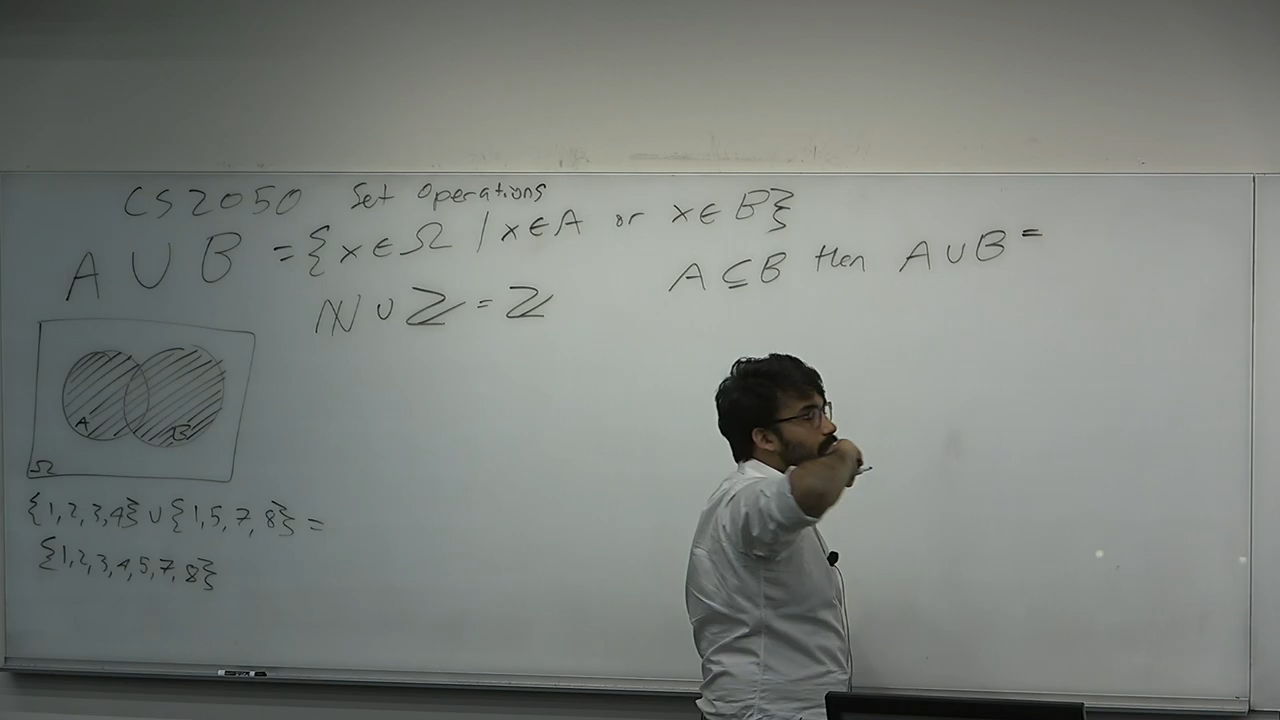 CS2050 Set Operations
A ∪ B = {x ∈ Ω | x ∈ A or x ∈ B}
ℕ ∪ ℤ = ℤ
A ⊆ B then A ∪ B =
A
B
Ω
{1,2,3,4} ∪ {1,5,7,8} =
{1,2,3,4,5,7,8}